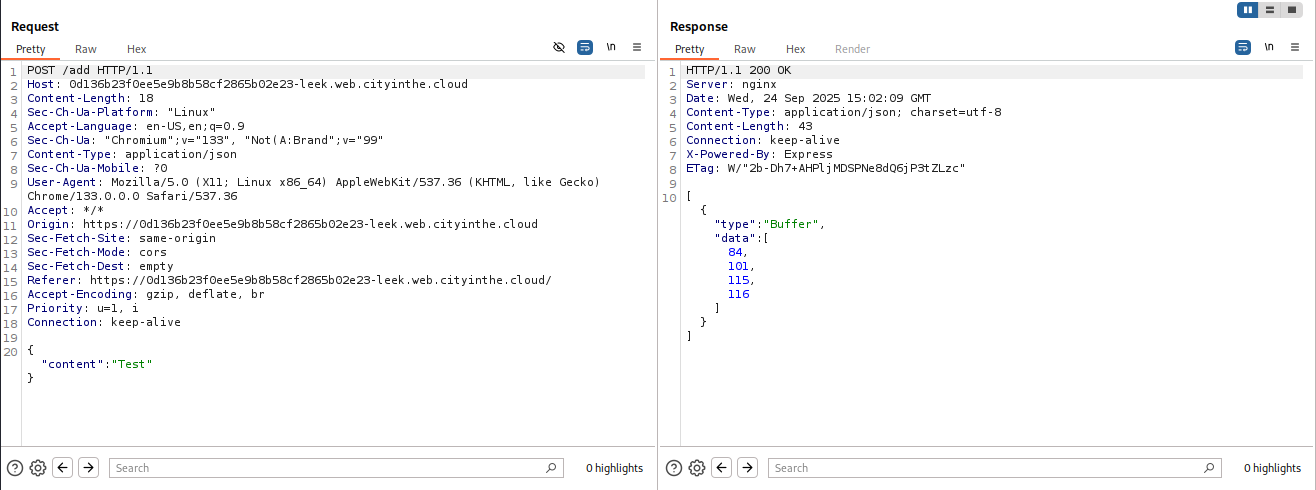 Request
Pretty Raw Hex \n
1 POST /add HTTP/1.1
2 Host: 0d136b23f0ee5e9b8b58cf2865b02e23-leek.web.cityinthe.cloud
3 Content-Length: 18
4 Sec-Ch-Ua-Platform: "Linux"
5 Accept-Language: en-US,en;q=0.9
6 Sec-Ch-Ua: "Chromium";v="133", "Not(A:Brand";v="99"
7 Content-Type: application/json
8 Sec-Ch-Ua-Mobile: ?0
9 User-Agent: Mozilla/5.0 (X11; Linux x86_64) AppleWebKit/537.36 (KHTML, like Gecko)
Chrome/133.0.0.0 Safari/537.36
10 Accept: */*
11 Origin: https://0d136b23f0ee5e9b8b58cf2865b02e23-leek.web.cityinthe.cloud
12 Sec-Fetch-Site: same-origin
13 Sec-Fetch-Mode: cors
14 Sec-Fetch-Dest: empty
15 Referer: https://0d136b23f0ee5e9b8b58cf2865b02e23-leek.web.cityinthe.cloud/
16 Accept-Encoding: gzip, deflate, br
17 Priority: u=1, i
18 Connection: keep-alive
19
20 {
"content":"Test"
}
Search
0 highlights
Response
Pretty Raw Hex Render \n
1 HTTP/1.1 200 OK
2 Server: nginx
3 Date: Wed, 24 Sep 2025 15:02:09 GMT
4 Content-Type: application/json; charset=utf-8
5 Content-Length: 43
6 Connection: keep-alive
7 X-Powered-By: Express
8 ETag: W/"2b-Dh7+AHPljMDSPNe8dQ6jP3tZLzc"
9
10 [
{
"type":"Buffer",
"data":[
84,
101,
115,
116
]
}
]
Search
0 highlights